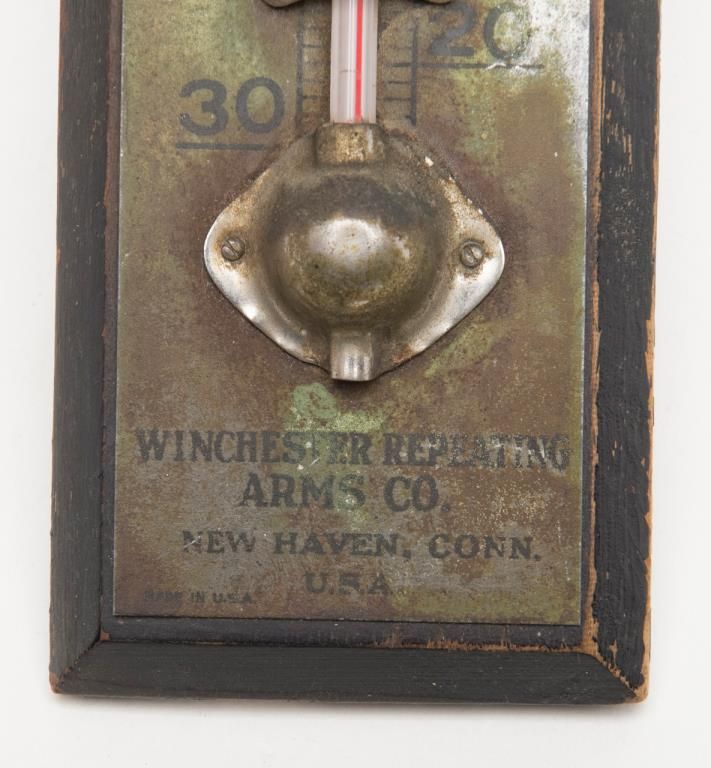 20
30
WINCHESTER REPEATING
ARMS CO.
NEW HAVEN, CONN.
U.S.A.
MADE IN U.S.A.